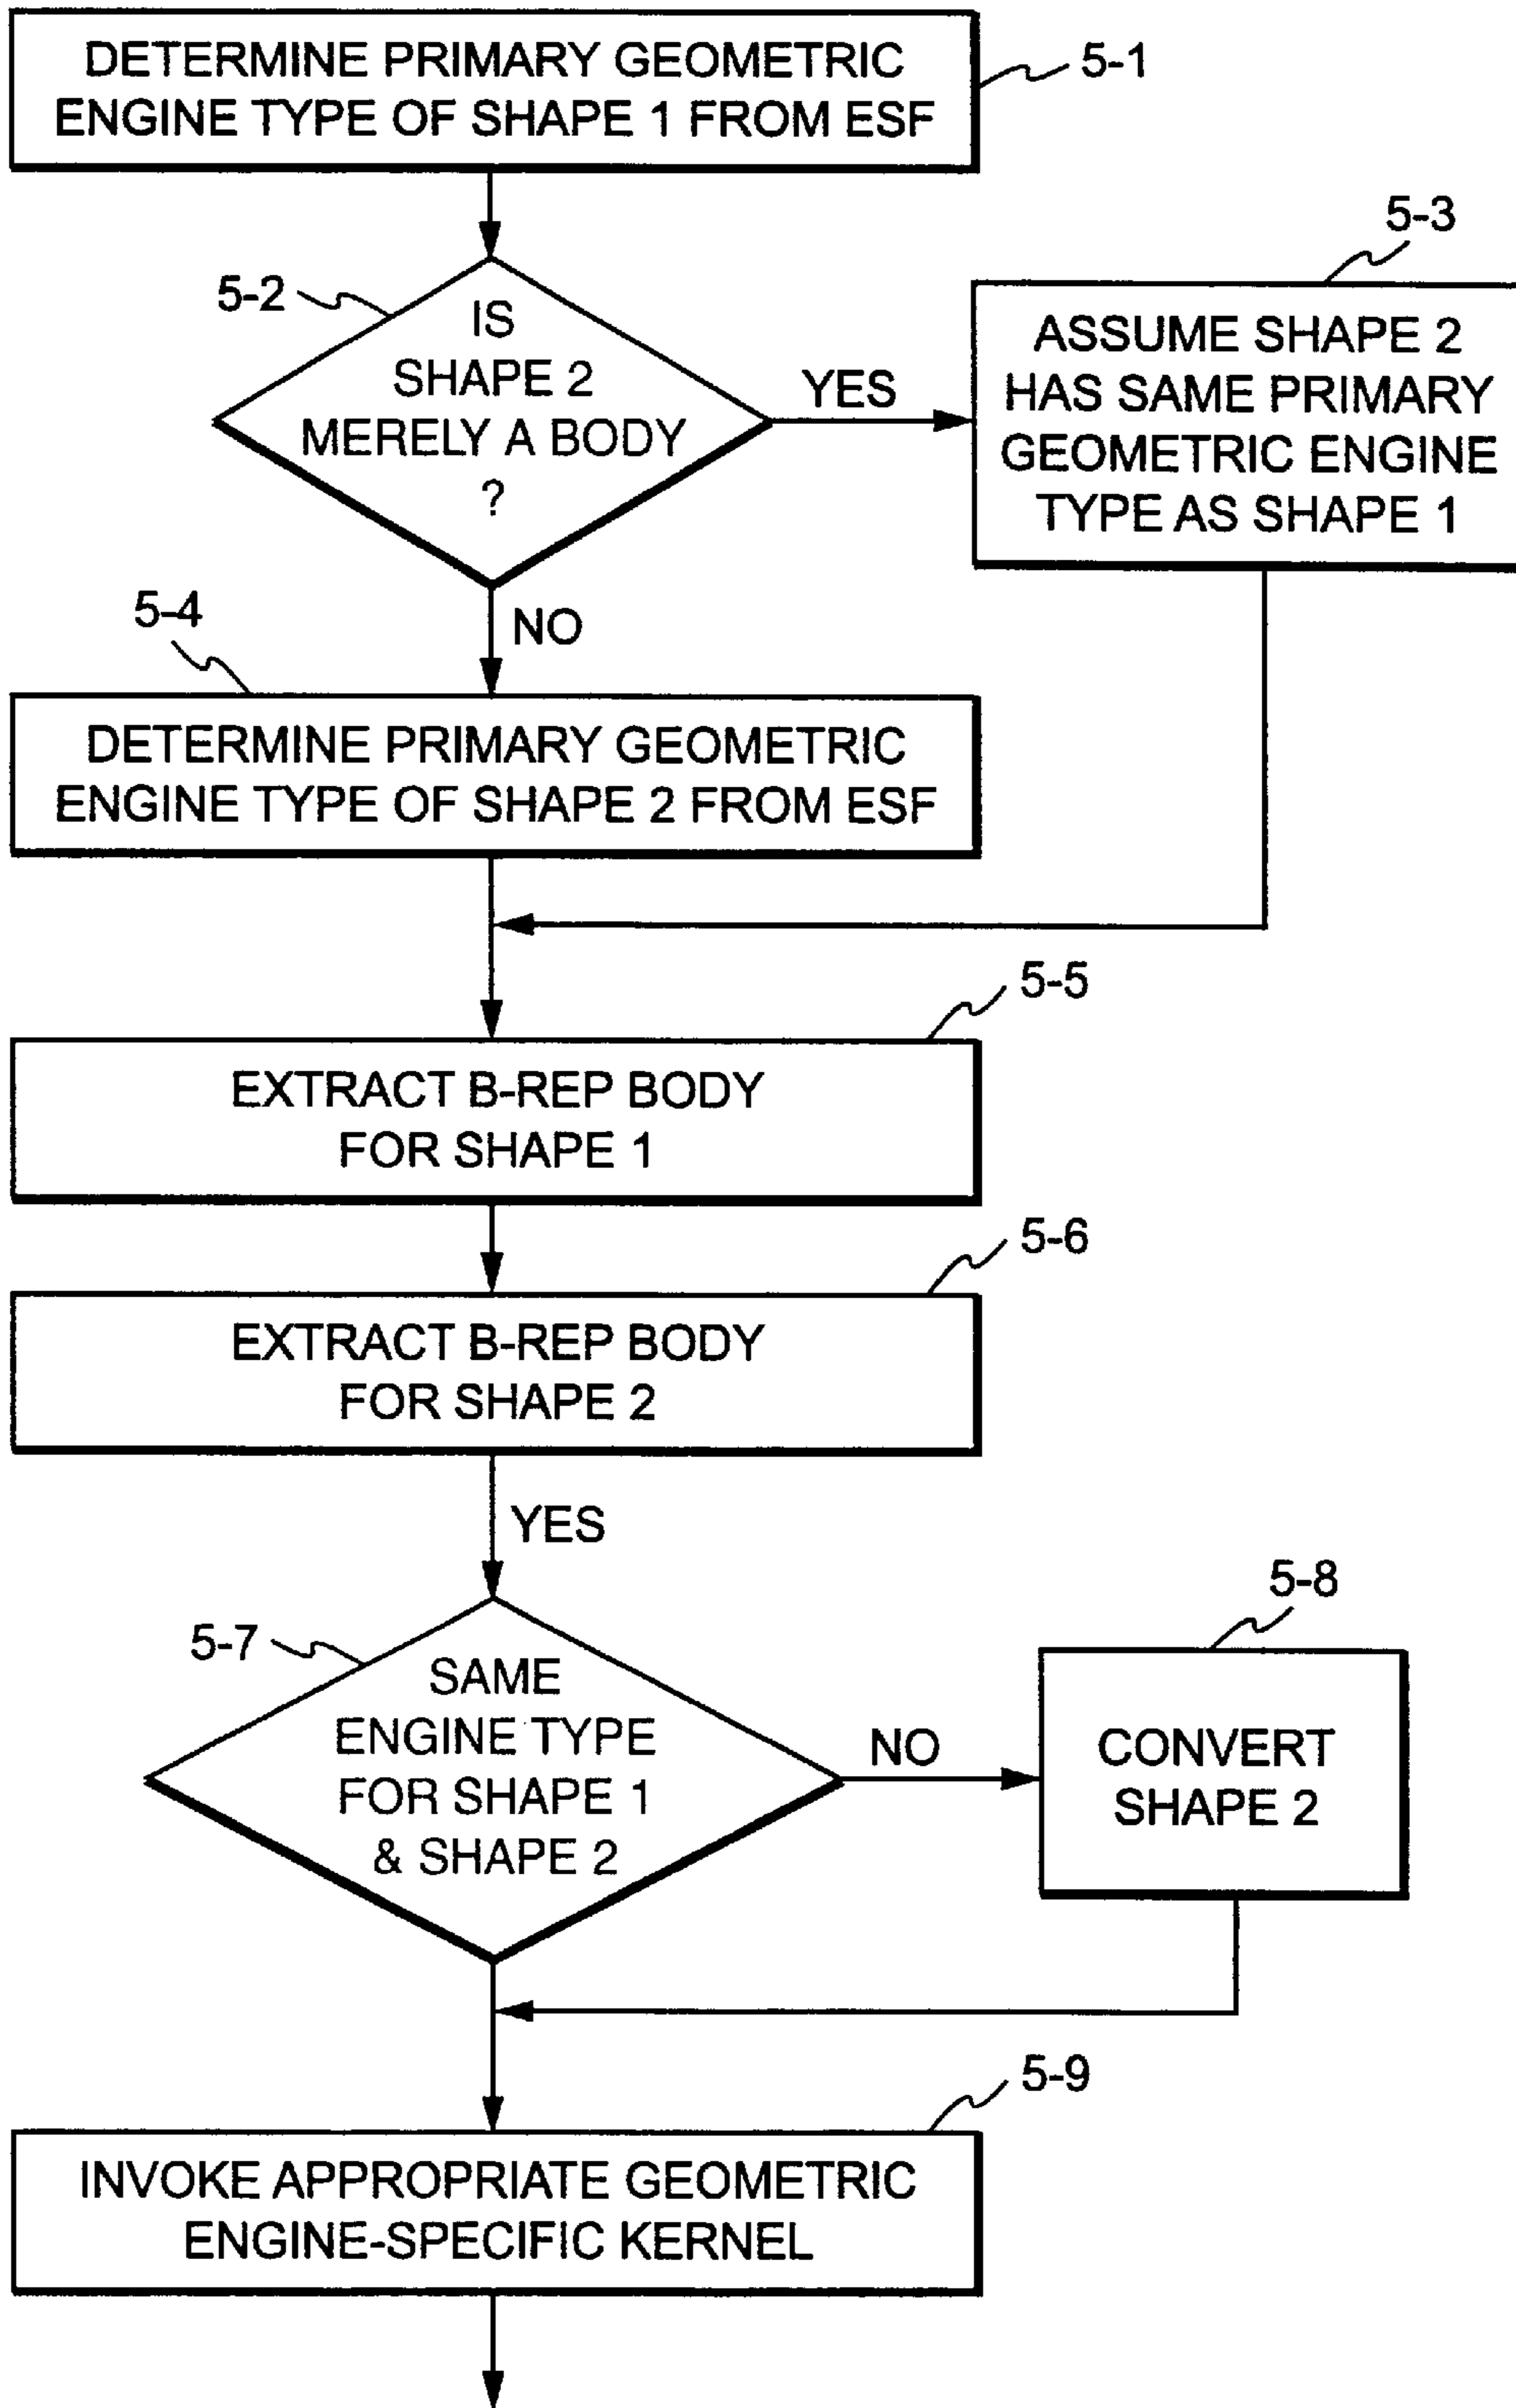 DETERMINE PRIMARY GEOMETRIC
ENGINE TYPE OF SHAPE 1 FROM ESF
5-1
5-2
IS
SHAPE 2
MERELY A BODY
?
YES
5-3
ASSUME SHAPE 2
HAS SAME PRIMARY
GEOMETRIC ENGINE
TYPE AS SHAPE 1
NO
5-4
DETERMINE PRIMARY GEOMETRIC
ENGINE TYPE OF SHAPE 2 FROM ESF
5-5
EXTRACT B-REP BODY
FOR SHAPE 1
5-6
EXTRACT B-REP BODY
FOR SHAPE 2
YES
5-7
SAME
ENGINE TYPE
FOR SHAPE 1
& SHAPE 2
NO
5-8
CONVERT
SHAPE 2
5-9
INVOKE APPROPRIATE GEOMETRIC
ENGINE-SPECIFIC KERNEL